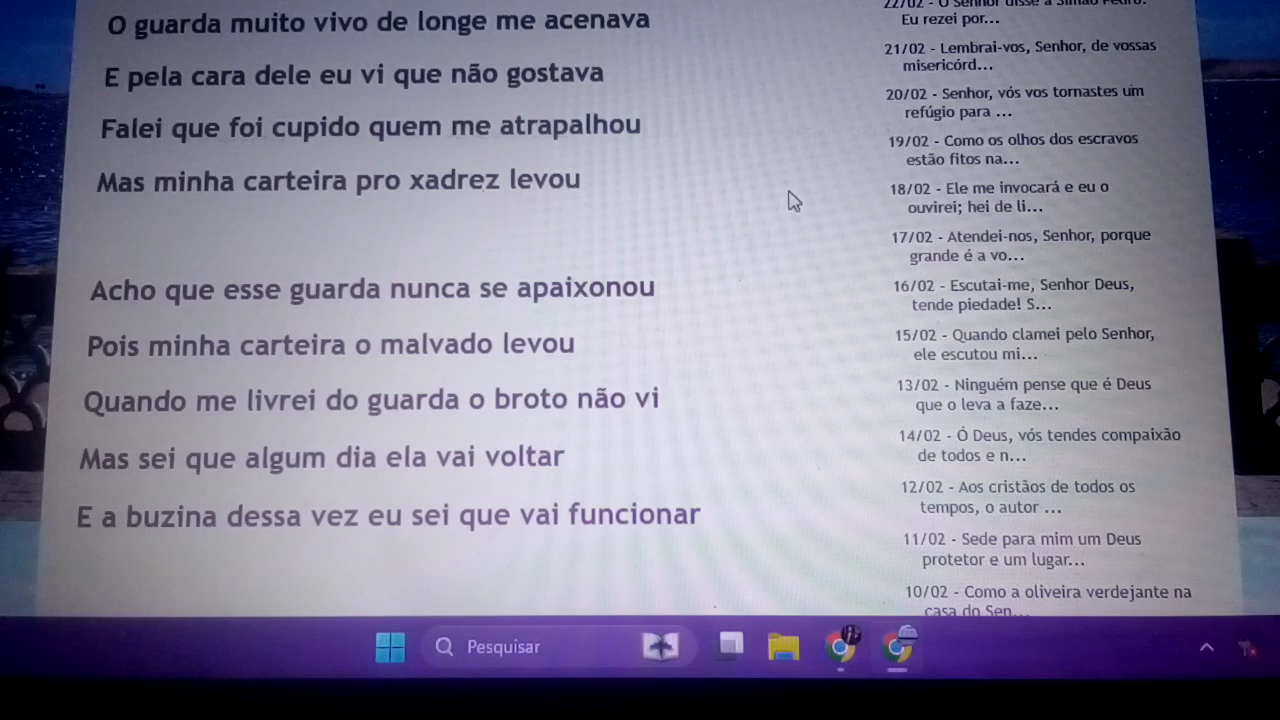 O guarda muito vivo de longe me acenava
E pela cara dele eu vi que não gostava
Falei que foi cupido quem me atrapalhou
Mas minha carteira pro xadrez levou
Acho que esse guarda nunca se apaixonou
Pois minha carteira o malvado levou
Quando me livrei do guarda o broto não vi
Mas sei que algum dia ela vai voltar
E a buzina dessa vez eu sei que vai funcionar
22/02 - O Senhor disse a Simão Pedro:
Eu rezei por...
21/02 - Lembrai-vos, Senhor, de vossas
misericórd...
20/02 - Senhor, vós vos tornastes um
refúgio para ...
19/02 - Como os olhos dos escravos
estão fitos na...
18/02 - Ele me invocará e eu o
ouvirei; hei de li...
17/02 - Atendei-nos, Senhor, porque
grande é a vo...
16/02 - Escutai-me, Senhor Deus,
tende piedade! S...
15/02 - Quando clamei pelo Senhor,
ele escutou mi...
13/02 - Ninguém pense que é Deus
que o leva a faze...
14/02 - Ó Deus, vós tendes compaixão
de todos e n...
12/02 - Aos cristãos de todos os
tempos, o autor ...
11/02 - Sede para mim um Deus
protetor e um lugar...
10/02 - Como a oliveira verdejante na
casa do Sen...
Pesquisar